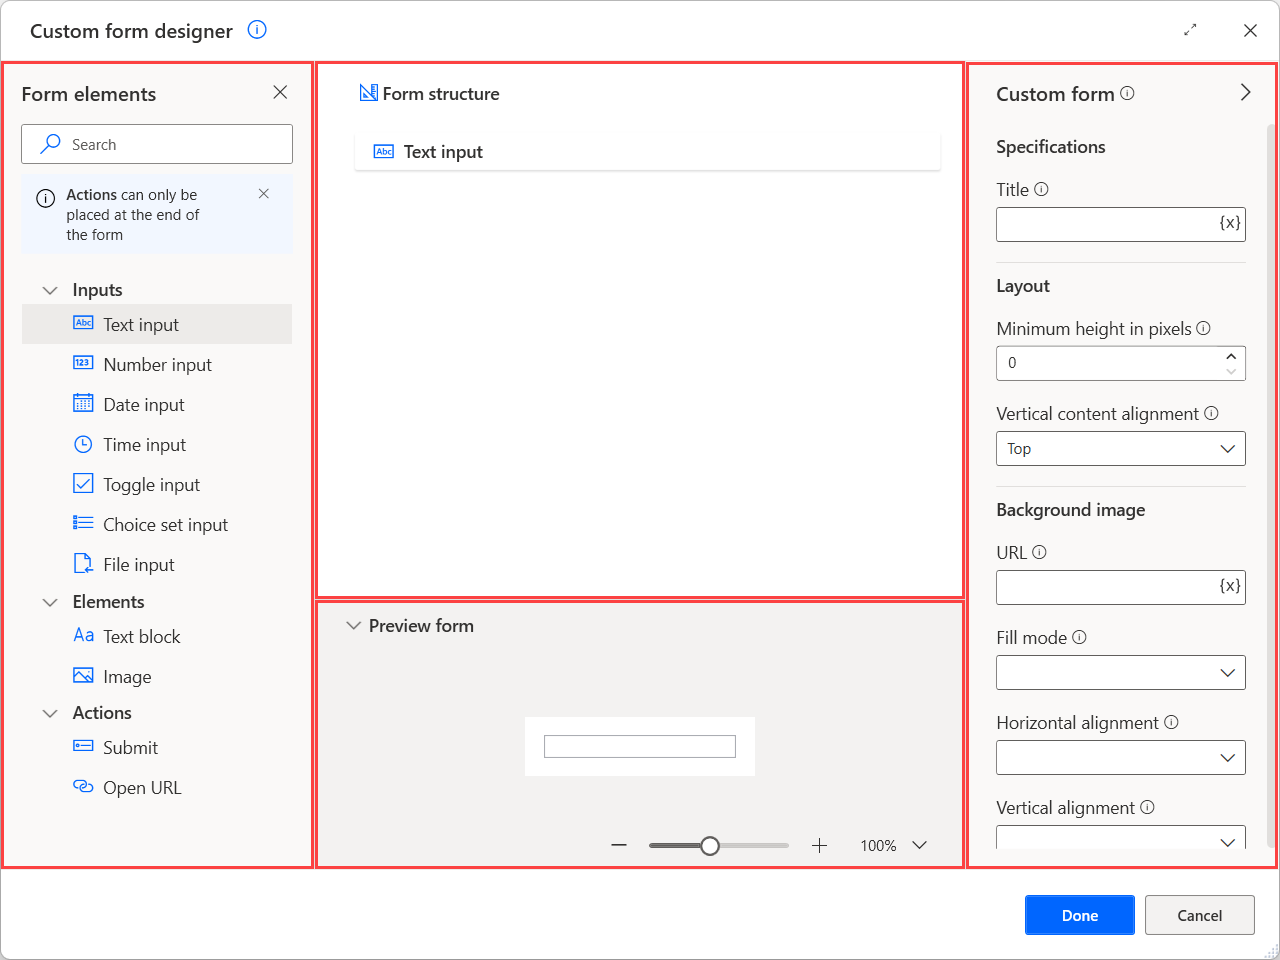 Custom form designer
Form elements
Search
Actions can only be
placed at the end of
the form
Inputs
Abc Text input
123 Number input
Date input
Time input
Toggle input
Choice set input
File input
Elements
Aa Text block
Image
Actions
Submit
Open URL
Form structure
Abc Text input
Preview form
100%
Custom form
Specifications
Title
{x}
Layout
Minimum height in pixels
0
Vertical content alignment
Top
Background image
URL
{x}
Fill mode
Horizontal alignment
Vertical alignment
Done
Cancel